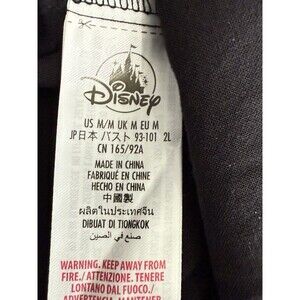 Disney
US M/M UK M EU M
JP日本 バスト 93-101 2L
CN 165/92A
MADE IN CHINA
FABRIQUÉ EN CHINE
HECHO EN CHINA
中國製
ผลิตในประเทศจีน
DIBUAT DI TIONGKOK
صنع في الصين
WARNING. KEEP AWAY FROM
FIRE./ ATTENZIONE. TENERE
LONTANO DAL FUOCO./
ADVERTENCIA. MANTENER